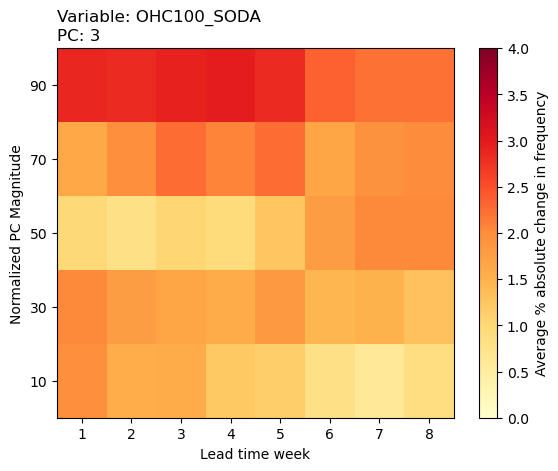 Variable: OHC100_SODA
PC: 3
Normalized PC Magnitude
90
70
50
30
10
1 2 3 4 5 6 7 8
Lead time week
4.0
3.5
3.0
2.5
2.0
1.5
1.0
0.5
0.0
Average % absolute change in frequency